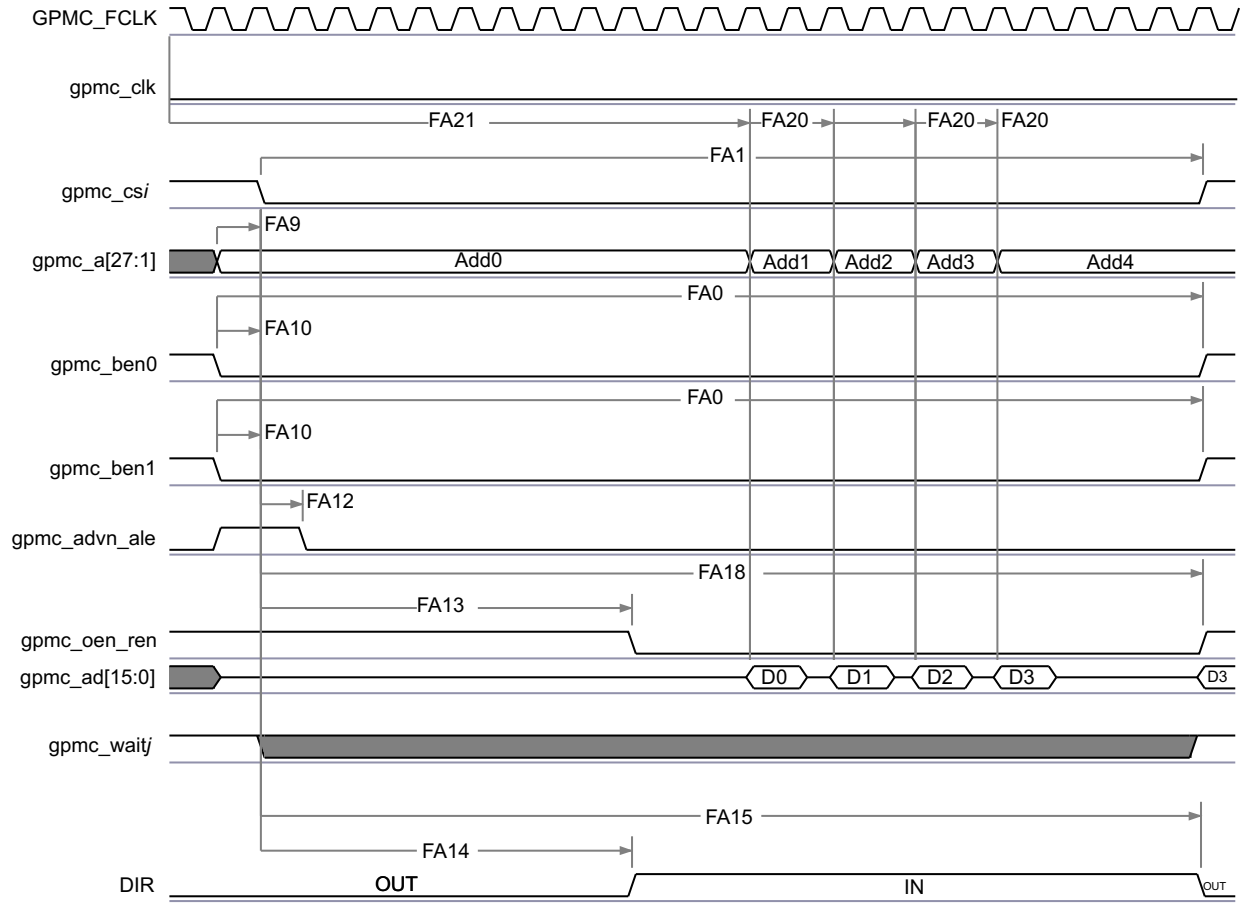 GPMC_FCLK
gpmc_clk
FA21 FA20 FA20 FA20
FA1
gpmc_csi
FA9
gpmc_a[27:1] Add0 Add1 Add2 Add3 Add4
FA0
FA10
gpmc_ben0
FA0
FA10
gpmc_ben1
FA12
gpmc_advn_ale
FA18
FA13
gpmc_oen_ren
gpmc_ad[15:0] D0 D1 D2 D3 D3
gpmc_waitj
FA15
FA14
DIR OUT IN OUT